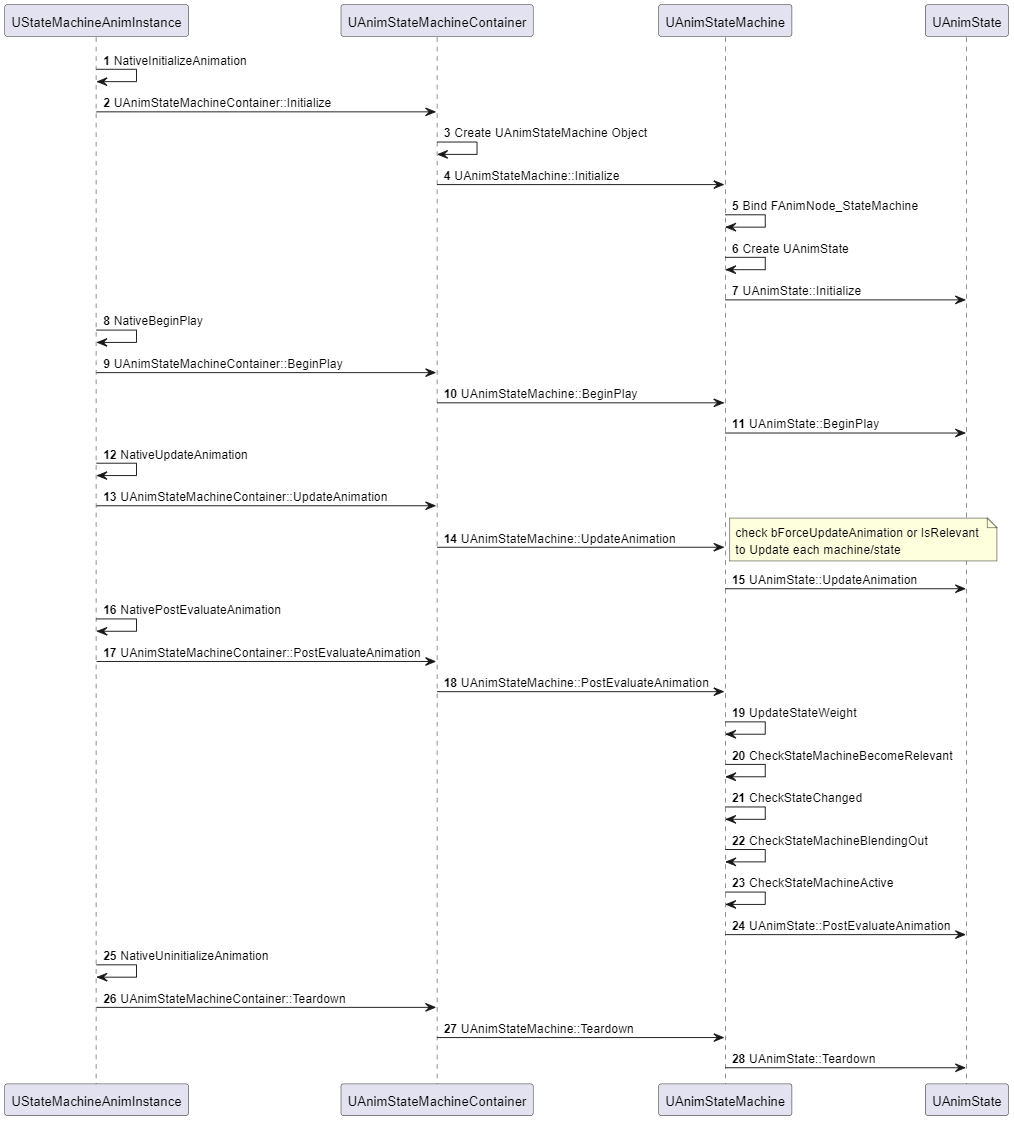 UStateMachineAnimInstance
UAnimStateMachineContainer
UAnimStateMachine
UAnimState
1 NativeInitializeAnimation
2 UAnimStateMachineContainer::Initialize
3 Create UAnimStateMachine Object
4 UAnimStateMachine::Initialize
5 Bind FAnimNode_StateMachine
6 Create UAnimState
7 UAnimState::Initialize
8 NativeBeginPlay
9 UAnimStateMachineContainer::BeginPlay
10 UAnimStateMachine::BeginPlay
11 UAnimState::BeginPlay
12 NativeUpdateAnimation
13 UAnimStateMachineContainer::UpdateAnimation
14 UAnimStateMachine::UpdateAnimation
check bForceUpdateAnimation or IsRelevant
to Update each machine/state
15 UAnimState::UpdateAnimation
16 NativePostEvaluateAnimation
17 UAnimStateMachineContainer::PostEvaluateAnimation
18 UAnimStateMachine::PostEvaluateAnimation
19 UpdateStateWeight
20 CheckStateMachineBecomeRelevant
21 CheckStateChanged
22 CheckStateMachineBlendingOut
23 CheckStateMachineActive
24 UAnimState::PostEvaluateAnimation
25 NativeUninitializeAnimation
26 UAnimStateMachineContainer::Teardown
27 UAnimStateMachine::Teardown
28 UAnimState::Teardown
UStateMachineAnimInstance
UAnimStateMachineContainer
UAnimStateMachine
UAnimState